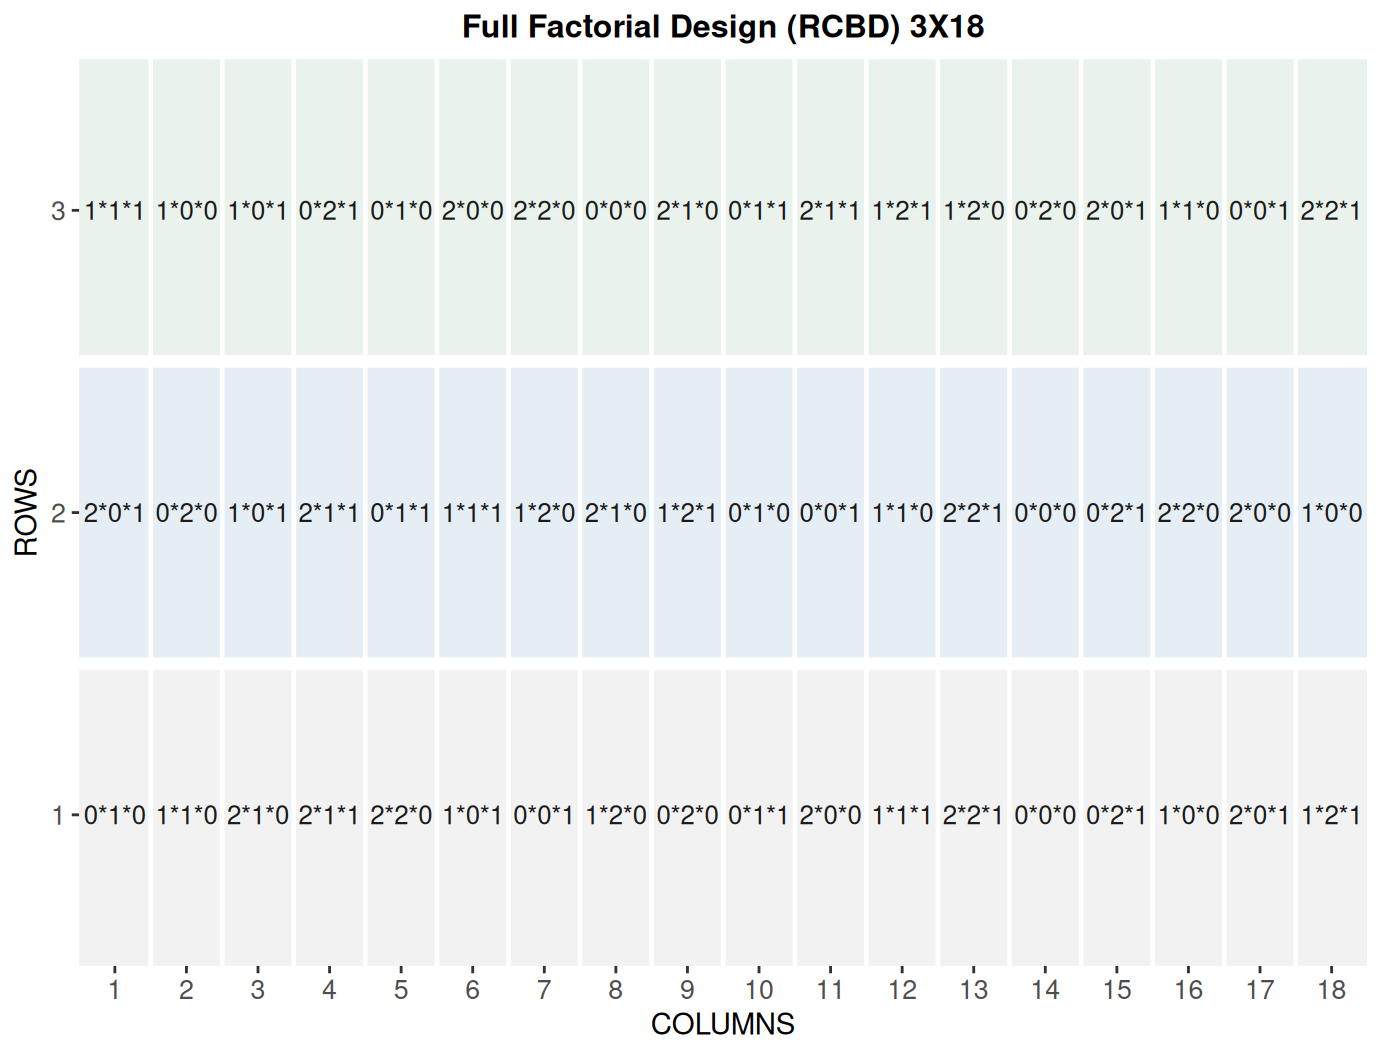 Full Factorial Design (RCBD) 3X18
3 1*1*1 1*0*0 1*0*1 0*2*1 0*1*0 2*0*0 2*2*0 0*0*0 2*1*0 0*1*1 2*1*1 1*2*1 1*2*0 0*2*0 2*0*1 1*1*0 0*0*1 2*2*1
ROWS
2 2*0*1 0*2*0 1*0*1 2*1*1 0*1*1 1*1*1 1*2*0 2*1*0 1*2*1 0*1*0 0*0*1 1*1*0 2*2*1 0*0*0 0*2*1 2*2*0 2*0*0 1*0*0
1 0*1*0 1*1*0 2*1*0 2*1*1 2*2*0 1*0*1 0*0*1 1*2*0 0*2*0 0*1*1 2*0*0 1*1*1 2*2*1 0*0*0 0*2*1 1*0*0 2*0*1 1*2*1
1 2 3 4 5 6 7 8 9 10 11 12 13 14 15 16 17 18
COLUMNS